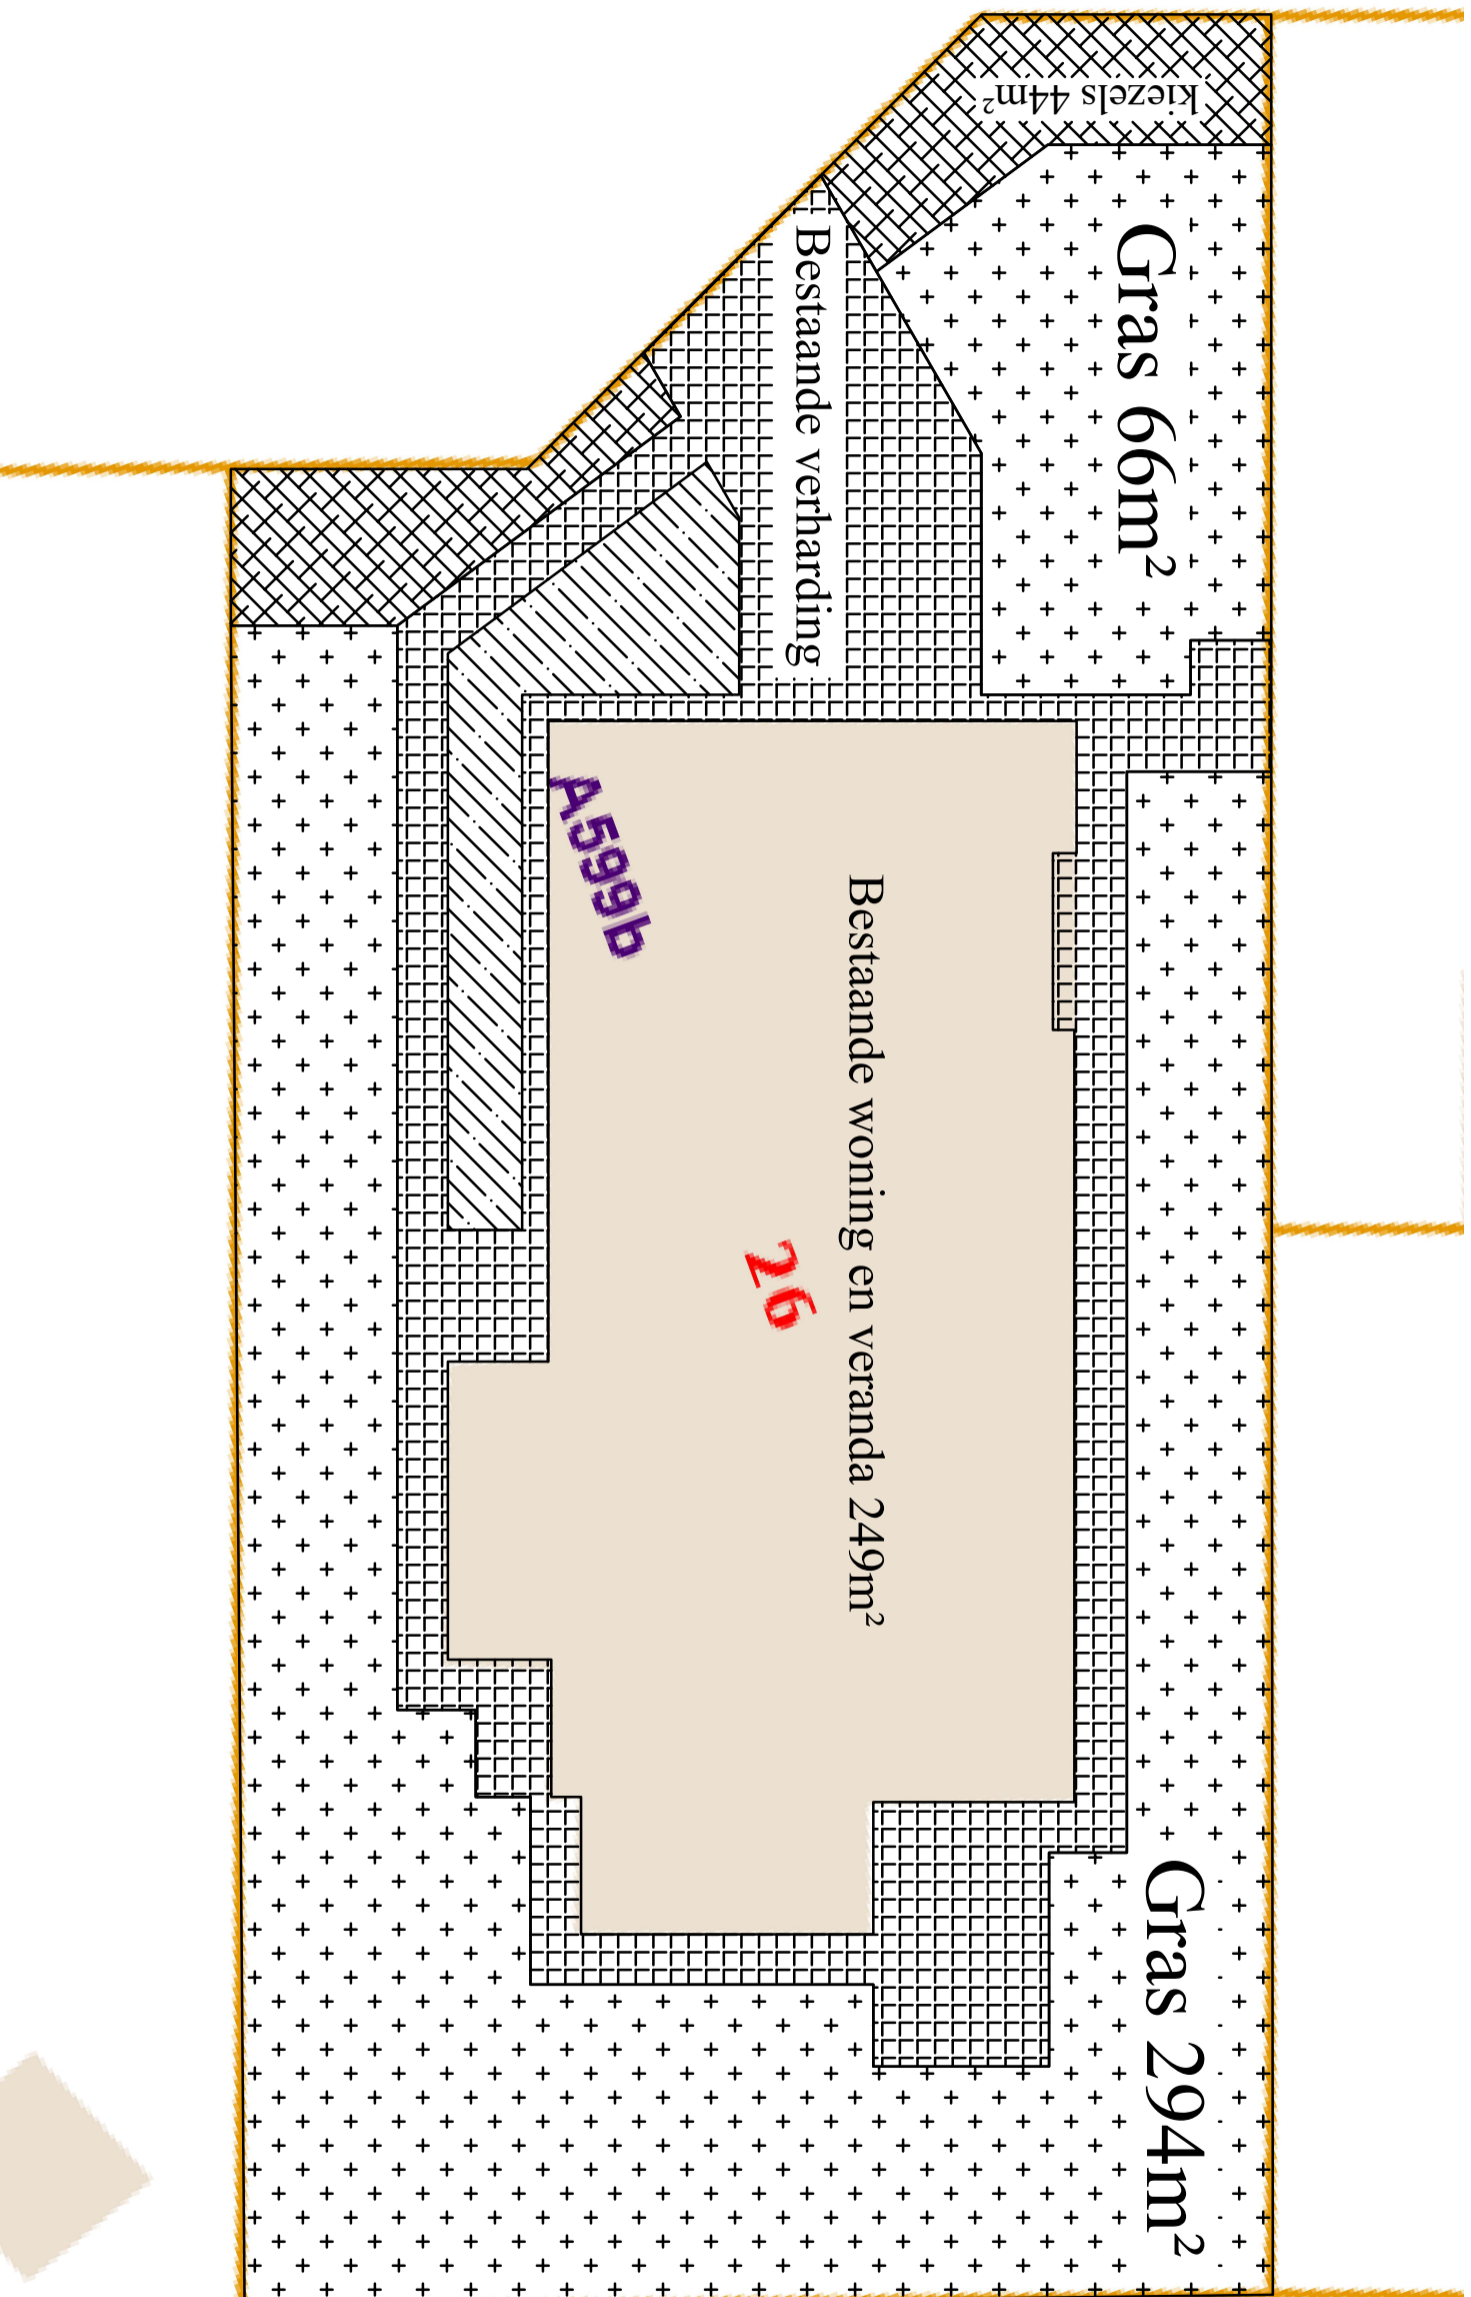 kiezels 44m²
Gras 66m²
Bestaande verharding
A599b
Bestaande woning en veranda 249m²
26
Gras 294m²